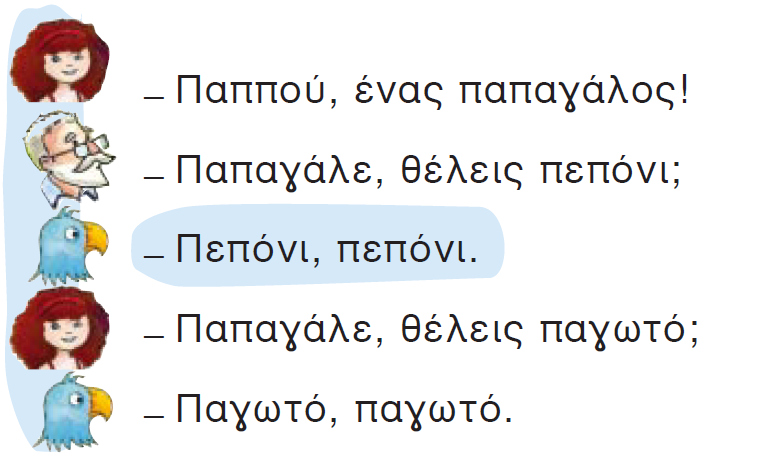 – Παππού, ένας παπαγάλος!
– Παπαγάλε, θέλεις πεπόνι;
– Πεπόνι, πεπόνι.
– Παπαγάλε, θέλεις παγωτό;
– Παγωτό, παγωτό.